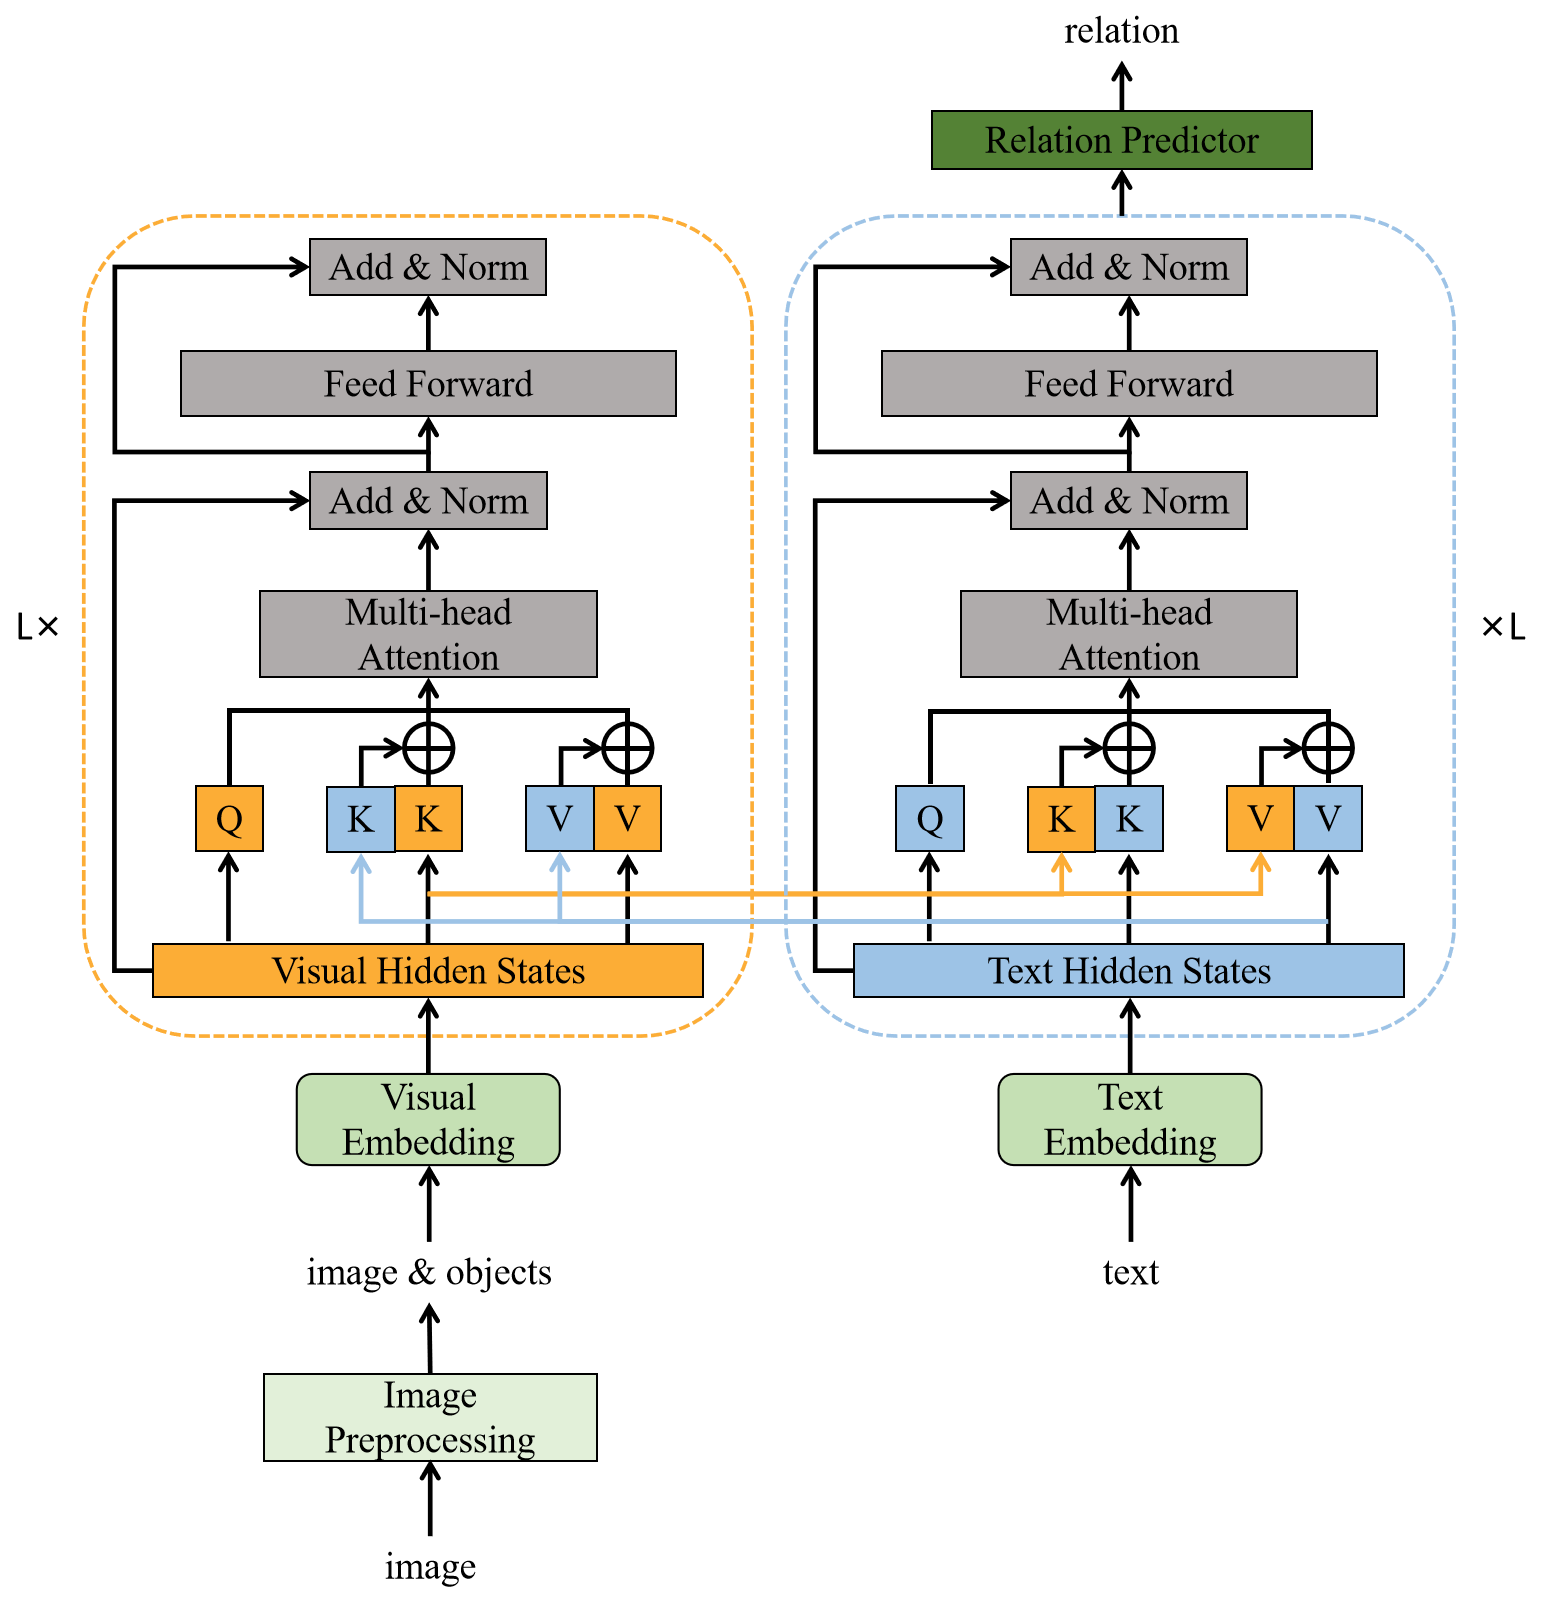 relation
Relation Predictor
Add & Norm
Feed Forward
Add & Norm
Multi-head
Attention
L×
Q
K
K
V
V
Visual Hidden States
Visual
Embedding
image & objects
Image
Preprocessing
image
Add & Norm
Feed Forward
Add & Norm
Multi-head
Attention
×L
Q
K
K
V
V
Text Hidden States
Text
Embedding
text